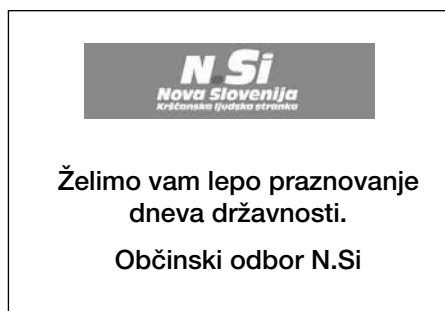 N.Si
Nova Slovenija
Krščanska ljudska stranka
Želimo vam lepo praznovanje
dneva državnosti.
Občinski odbor N.Si